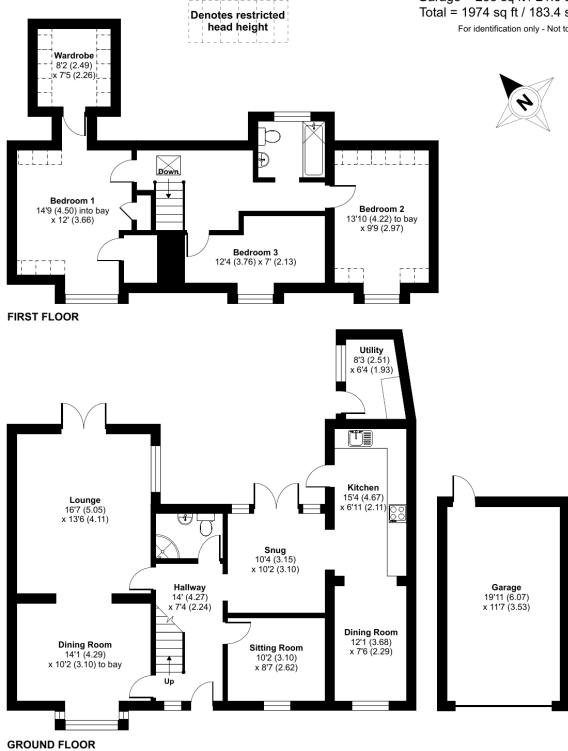 Denotes restricted
head height
Total = 1974 sq ft / 183.4 s
For identification only - Not to
N
Wardrobe
8'2 (2.49)
x 7'5 (2.26)
Down
Bedroom 1
14'9 (4.50) into bay
x 12' (3.66)
Bedroom 2
13'10 (4.22) to bay
x 9'9 (2.97)
Bedroom 3
12'4 (3.76) x 7' (2.13)
FIRST FLOOR
Utility
8'3 (2.51)
x 6'4 (1.93)
Kitchen
15'4 (4.67)
x 6'11 (2.11)
Lounge
16'7 (5.05)
x 13'6 (4.11)
Snug
10'4 (3.15)
x 10'2 (3.10)
Hallway
14' (4.27)
x 7'4 (2.24)
Garage
19'11 (6.07)
x 11'7 (3.53)
Dining Room
14'1 (4.29)
x 10'2 (3.10) to bay
Sitting Room
10'2 (3.10)
x 8'7 (2.62)
Dining Room
12'1 (3.68)
x 7'6 (2.29)
Up
GROUND FLOOR